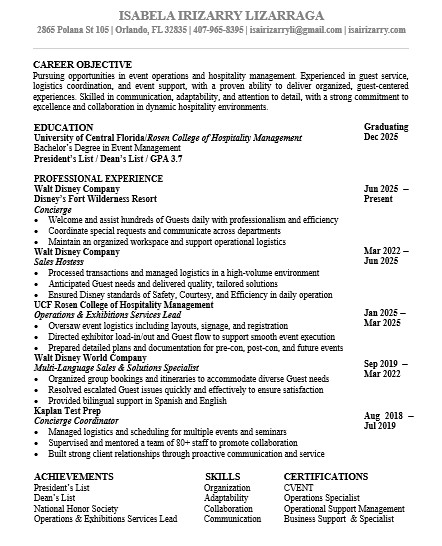 ISABELA IRIZARRY LIZARRAGA
2865 Polana St 105 | Orlando, FL 32835 | 407-965-8395 | isairizarryli@gmail.com | isairizarry.com
CAREER OBJECTIVE
Pursuing opportunities in event operations and hospitality management. Experienced in guest service,
logistics coordination, and event support, with a proven ability to deliver organized, guest-centered
experiences. Skilled in communication, adaptability, and attention to detail, with a strong commitment to
excellence and collaboration in dynamic hospitality environments.
EDUCATION Graduating
University of Central Florida/Rosen College of Hospitality Management Dec 2025
Bachelor's Degree in Event Management
President's List / Dean's List / GPA 3.7
PROFESSIONAL EXPERIENCE
Walt Disney Company Jun 2025 –
Disney's Fort Wilderness Resort Present
Concierge
• Welcome and assist hundreds of Guests daily with professionalism and efficiency
• Coordinate special requests and communicate across departments
• Maintain an organized workspace and support operational logistics
Walt Disney Company Mar 2022 –
Sales Hostess Jun 2025
• Processed transactions and managed logistics in a high-volume environment
• Anticipated Guest needs and delivered quality, tailored solutions
• Ensured Disney standards of Safety, Courtesy, and Efficiency in daily operation
UCF Rosen College of Hospitality Management
Operations & Exhibitions Services Lead Jan 2025 –
• Oversaw event logistics including layouts, signage, and registration Mar 2025
• Directed exhibitor load-in/out and Guest flow to support smooth event execution
• Prepared detailed plans and documentation for pre-con, post-con, and future events
Walt Disney World Company
Multi-Language Sales & Solutions Specialist Sep 2019 –
• Organized group bookings and itineraries to accommodate diverse Guest needs Mar 2022
• Resolved escalated Guest issues quickly and effectively to ensure satisfaction
• Provided bilingual support in Spanish and English
Kaplan Test Prep
Concierge Coordinator Aug 2018 –
• Managed logistics and scheduling for multiple events and seminars Jul 2019
• Supervised and mentored a team of 80+ staff to promote collaboration
• Built strong client relationships through proactive communication and service
ACHIEVEMENTS SKILLS CERTIFICATIONS
President's List Organization CVENT
Dean's List Adaptability Operations Specialist
National Honor Society Collaboration Operational Support Management
Operations & Exhibitions Services Lead Communication Business Support & Specialist